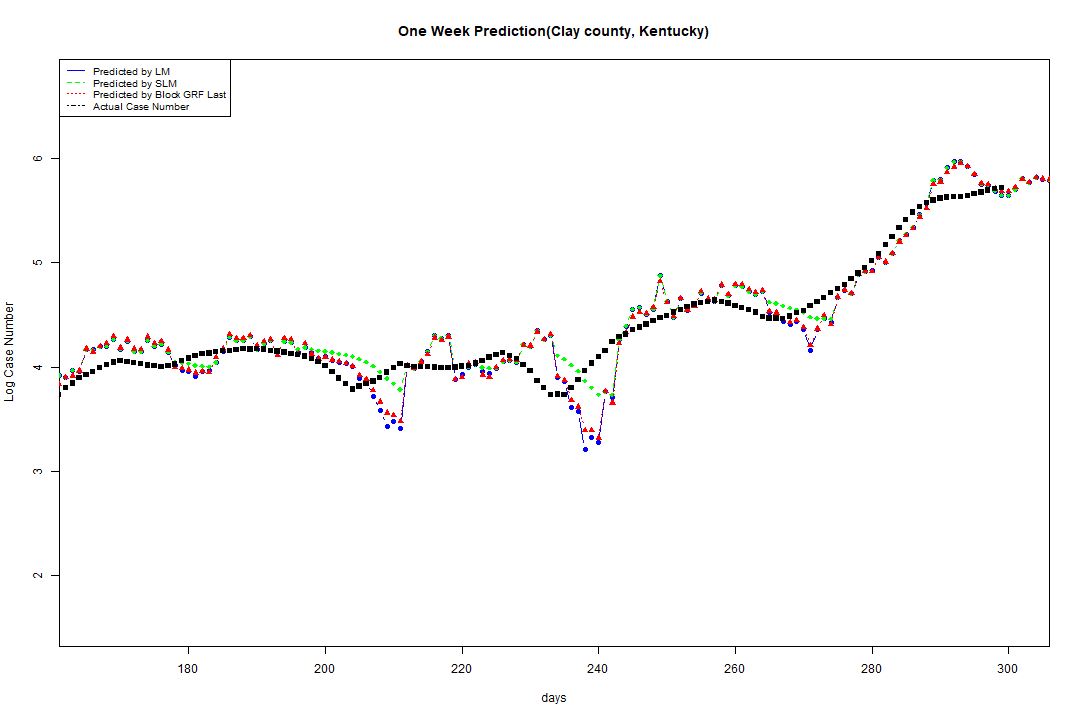 One Week Prediction(Clay county, Kentucky)
Predicted by LM
Predicted by SLM
Predicted by Block GRF Last
Actual Case Number
6
5
4
3
2
Log Case Number
180
200
220
240
260
280
300
days